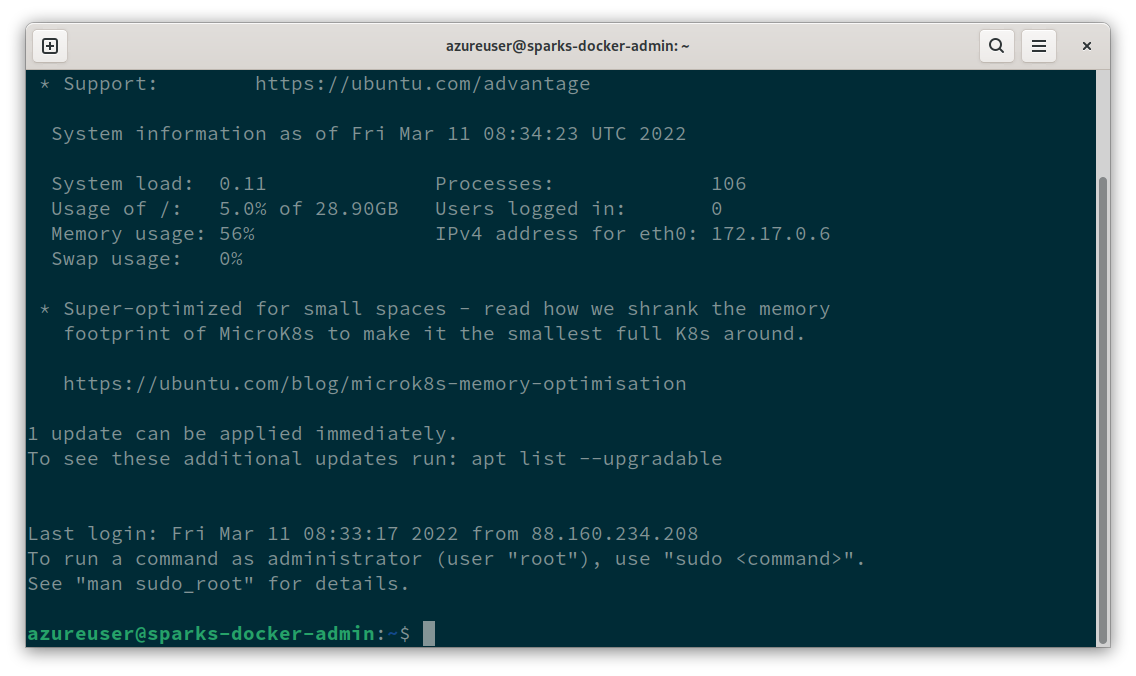 azureuser@sparks-docker-admin: ~
* Support:        https://ubuntu.com/advantage
System information as of Fri Mar 11 08:34:23 UTC 2022
System load:  0.11              Processes:             106
Usage of /:   5.0% of 28.90GB   Users logged in:       0
Memory usage: 56%               IPv4 address for eth0: 172.17.0.6
Swap usage:   0%
* Super-optimized for small spaces - read how we shrank the memory
footprint of MicroK8s to make it the smallest full K8s around.
https://ubuntu.com/blog/microk8s-memory-optimisation
1 update can be applied immediately.
To see these additional updates run: apt list --upgradable
Last login: Fri Mar 11 08:33:17 2022 from 88.160.234.208
To run a command as administrator (user "root"), use "sudo <command>".
See "man sudo_root" for details.
azureuser@sparks-docker-admin:~$